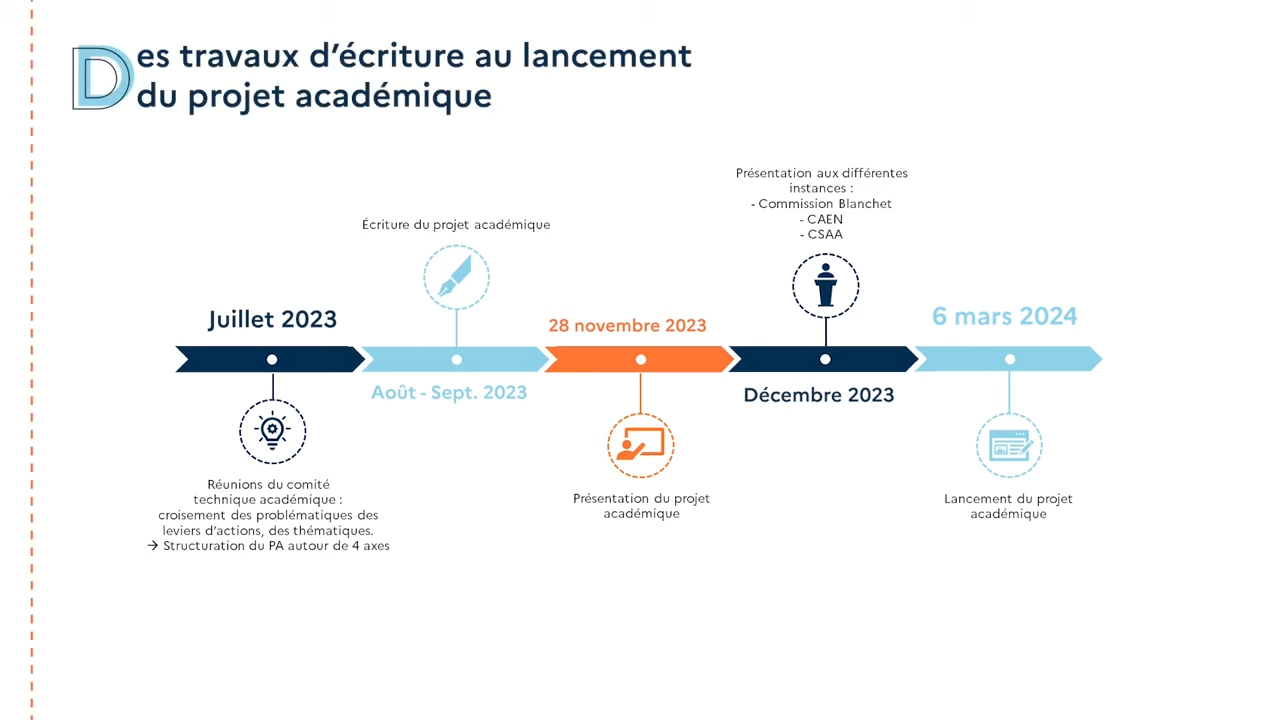 Des travaux d'écriture au lancement
du projet académique
Juillet 2023
Réunions du comité
technique académique :
croisement des problématiques des
leviers d'actions, des thématiques.
→ Structuration du PA autour de 4 axes
Écriture du projet académique
Août - Sept. 2023
28 novembre 2023
Présentation du projet
académique
Présentation aux différentes
instances :
- Commission Blanchet
- CAEN
- CSAA
Décembre 2023
6 mars 2024
Lancement du projet
académique